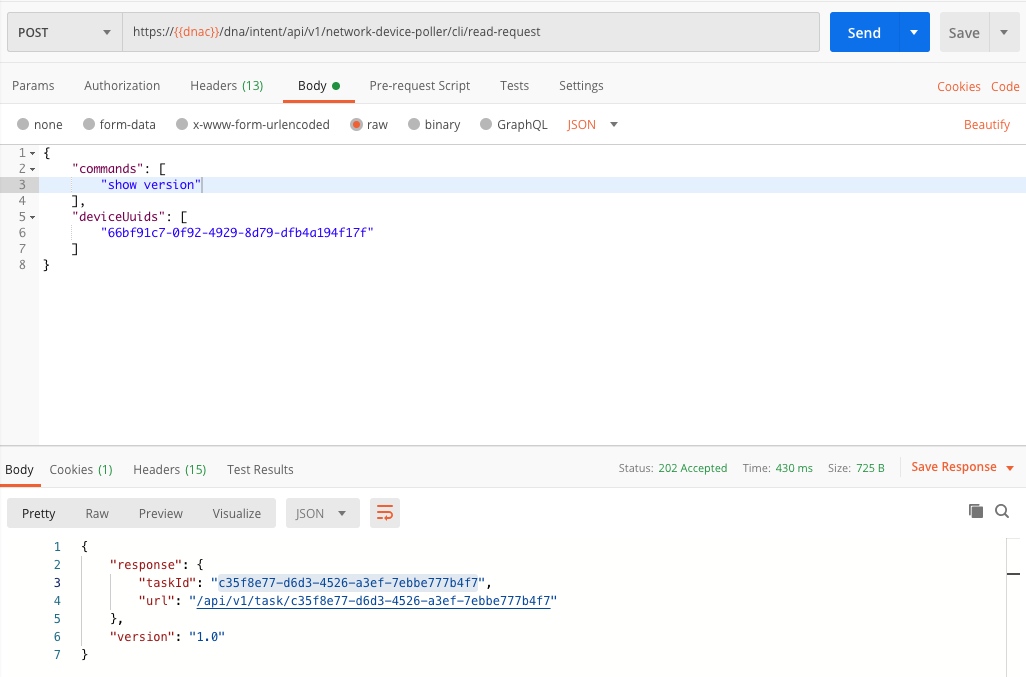 POST https://{{dnac}}/dna/intent/api/v1/network-device-poller/cli/read-request Send Save
Params Authorization Headers (13) Body Pre-request Script Tests Settings Cookies Code
none form-data x-www-form-urlencoded raw binary GraphQL JSON Beautify
1 {
2 "commands": [
3 "show version"
4 ],
5 "deviceUuids": [
6 "66bf91c7-0f92-4929-8d79-dfb4a194f17f"
7 ]
8 }
Body Cookies (1) Headers (15) Test Results Status: 202 Accepted Time: 430 ms Size: 725 B Save Response
Pretty Raw Preview Visualize JSON
1 {
2 "response": {
3 "taskId": "c35f8e77-d6d3-4526-a3ef-7ebbe777b4f7",
4 "url": "/api/v1/task/c35f8e77-d6d3-4526-a3ef-7ebbe777b4f7"
5 },
6 "version": "1.0"
7 }